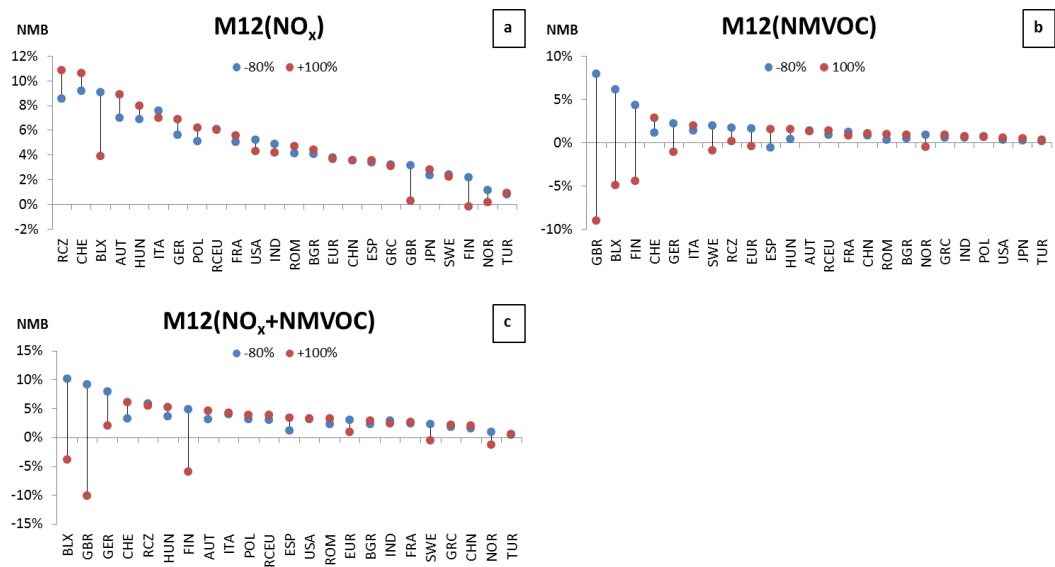 NMB
M12(NOx)
a
-80%
+100%
12%
10%
8%
6%
4%
2%
0%
-2%
RCZ
CHE
BLX
AUT
HUN
ITA
GER
POL
RCEU
FRA
USA
IND
ROM
BGR
EUR
CHN
ESP
GRC
GBR
JPN
SWE
FIN
NOR
TUR
NMB
M12(NMVOC)
b
-80%
100%
10%
5%
0%
-5%
-10%
GBR
BLX
FIN
CHE
GER
ITA
SWE
RCZ
EUR
ESP
HUN
AUT
RCEU
FRA
CHN
ROM
BGR
NOR
GRC
IND
POL
USA
JPN
TUR
NMB
M12(NOx+NMVOC)
c
-80%
+100%
15%
10%
5%
0%
-5%
-10%
-15%
BLX
GBR
GER
CHE
RCZ
HUN
FIN
AUT
ITA
POL
RCEU
ESP
USA
ROM
EUR
BGR
IND
FRA
SWE
GRC
CHN
NOR
TUR